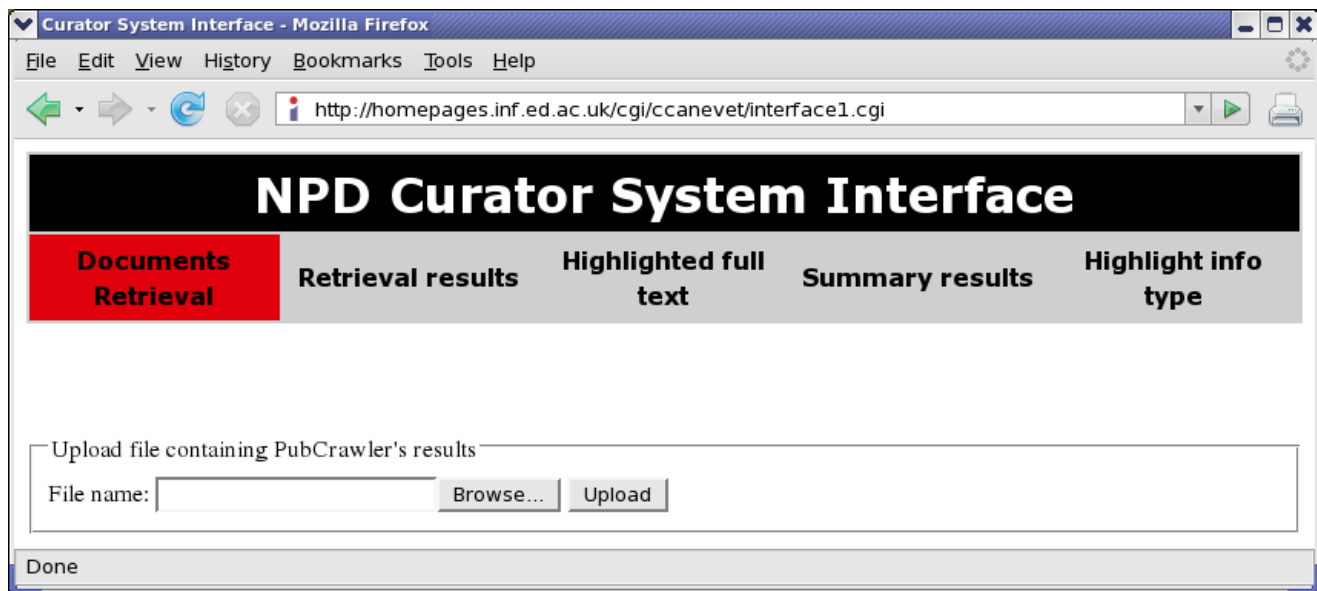 Curator System Interface - Mozilla Firefox
File Edit View History Bookmarks Tools Help
http://homepages.inf.ed.ac.uk/cgi/ccanevet/interface1.cgi
NPD Curator System Interface
Documents
Retrieval
Retrieval results
Highlighted full
text
Summary results
Highlight info
type
Upload file containing PubCrawler's results
File name: Browse... Upload
Done